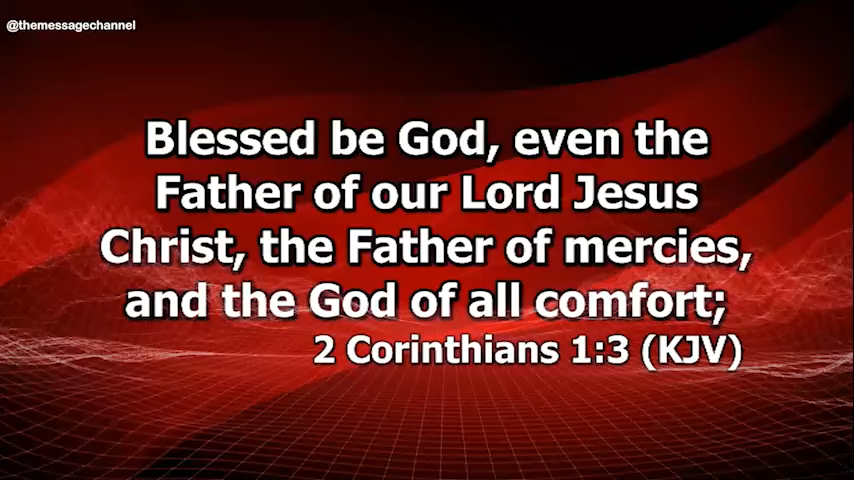 @themessagechannel
Blessed be God, even the
Father of our Lord Jesus
Christ, the Father of mercies,
and the God of all comfort;
2 Corinthians 1:3 (KJV)